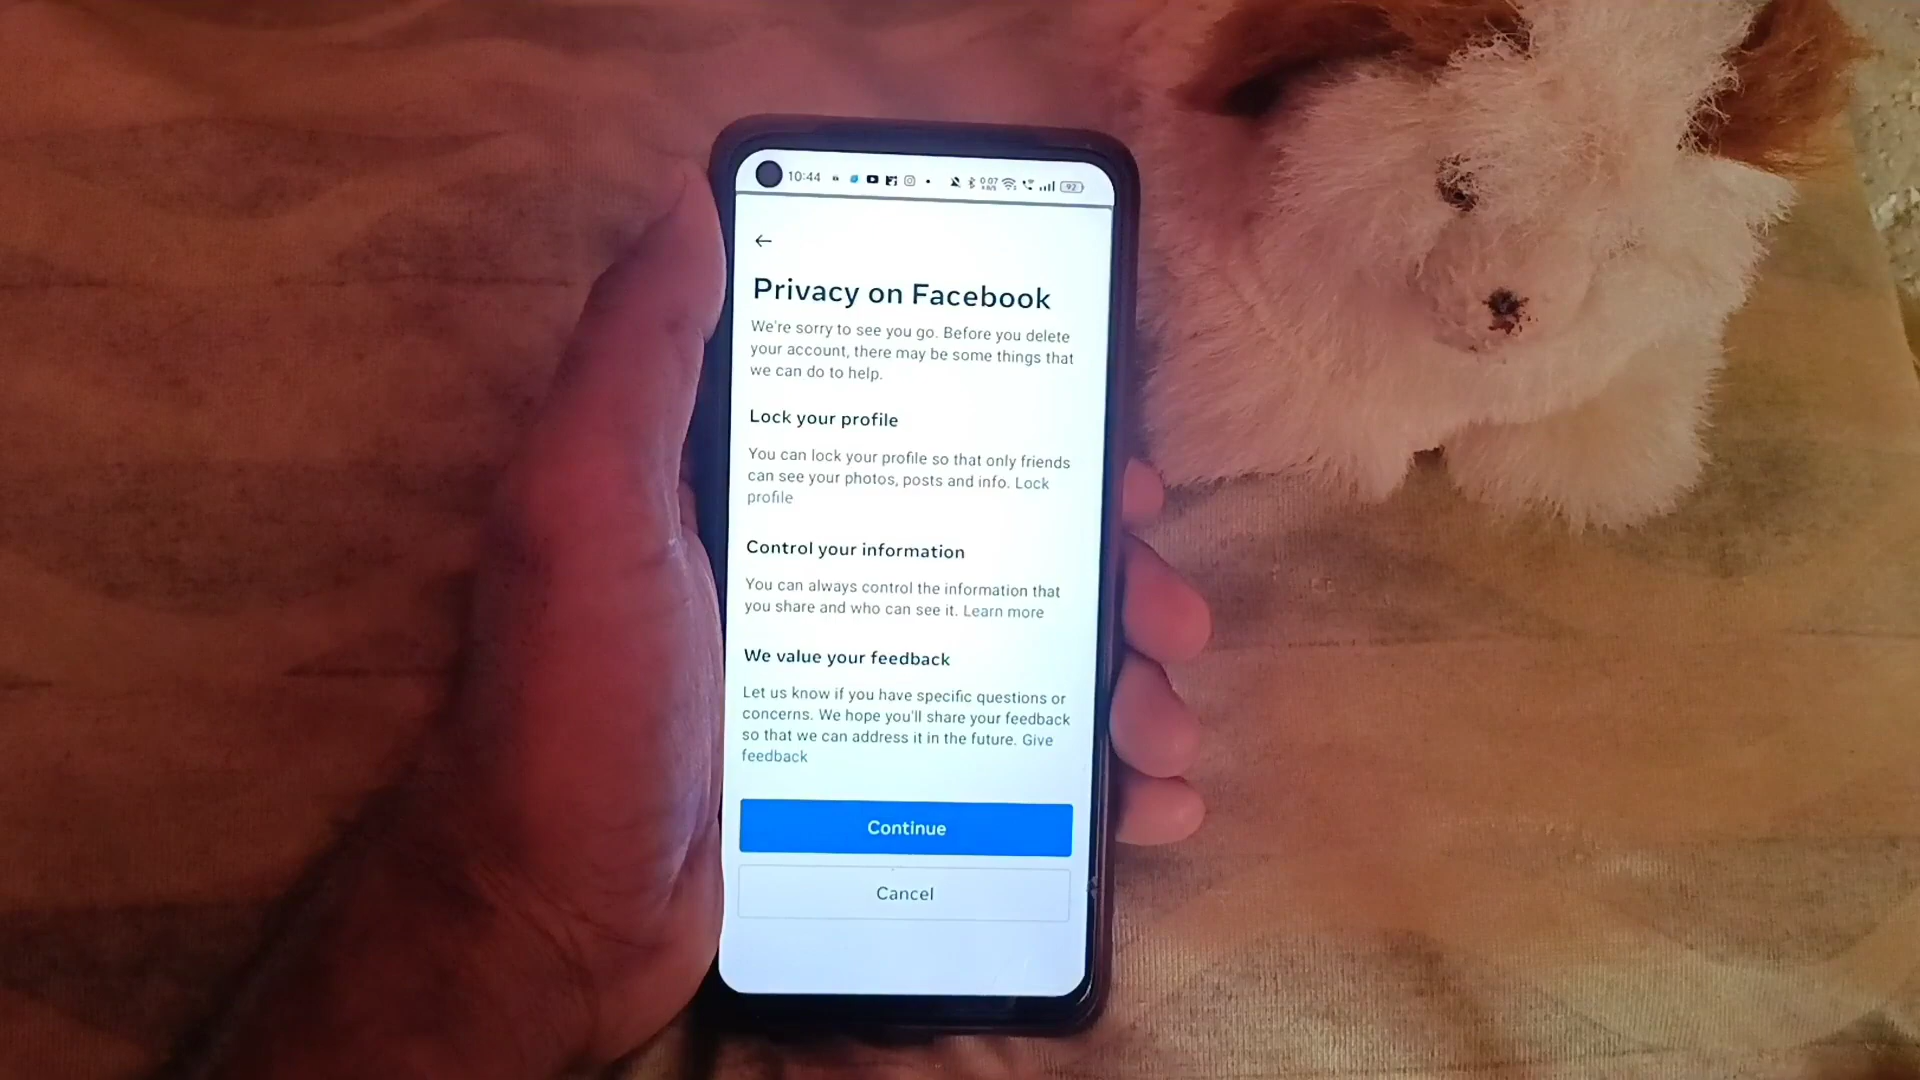 10:44
92
Privacy on Facebook
We're sorry to see you go. Before you delete
your account, there may be some things that
we can do to help.
Lock your profile
You can lock your profile so that only friends
can see your photos, posts and info. Lock
profile
Control your information
You can always control the information that
you share and who can see it. Learn more
We value your feedback
Let us know if you have specific questions or
concerns. We hope you'll share your feedback
so that we can address it in the future. Give
feedback
Continue
Cancel